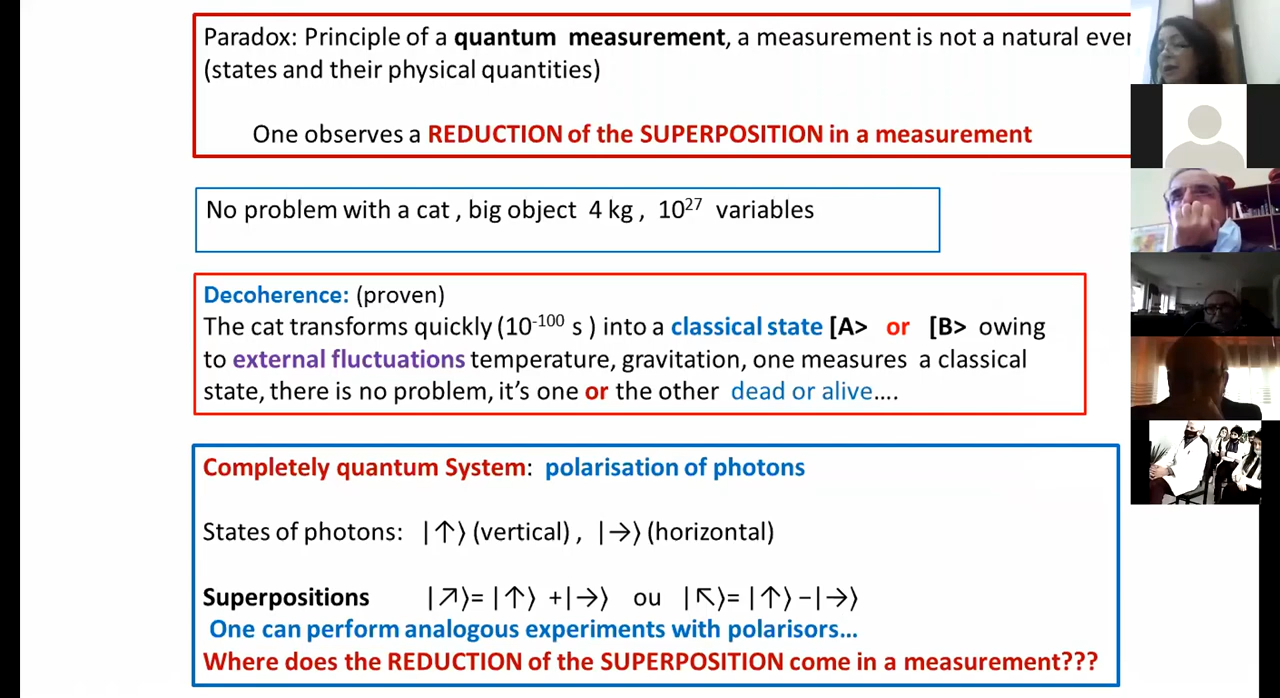 Paradox: Principle of a quantum measurement, a measurement is not a natural ever
(states and their physical quantities)
One observes a REDUCTION of the SUPERPOSITION in a measurement
No problem with a cat , big object 4 kg , 10²⁷ variables
Decoherence: (proven)
The cat transforms quickly (10⁻¹⁰⁰ s ) into a classical state [A> or [B> owing
to external fluctuations temperature, gravitation, one measures a classical
state, there is no problem, it's one or the other dead or alive….
Completely quantum System: polarisation of photons
States of photons: |↑⟩ (vertical) , |→⟩ (horizontal)
Superpositions |↗⟩= |↑⟩ +|→⟩ ou |↖⟩= |↑⟩ −|→⟩
One can perform analogous experiments with polarisors…
Where does the REDUCTION of the SUPERPOSITION come in a measurement???